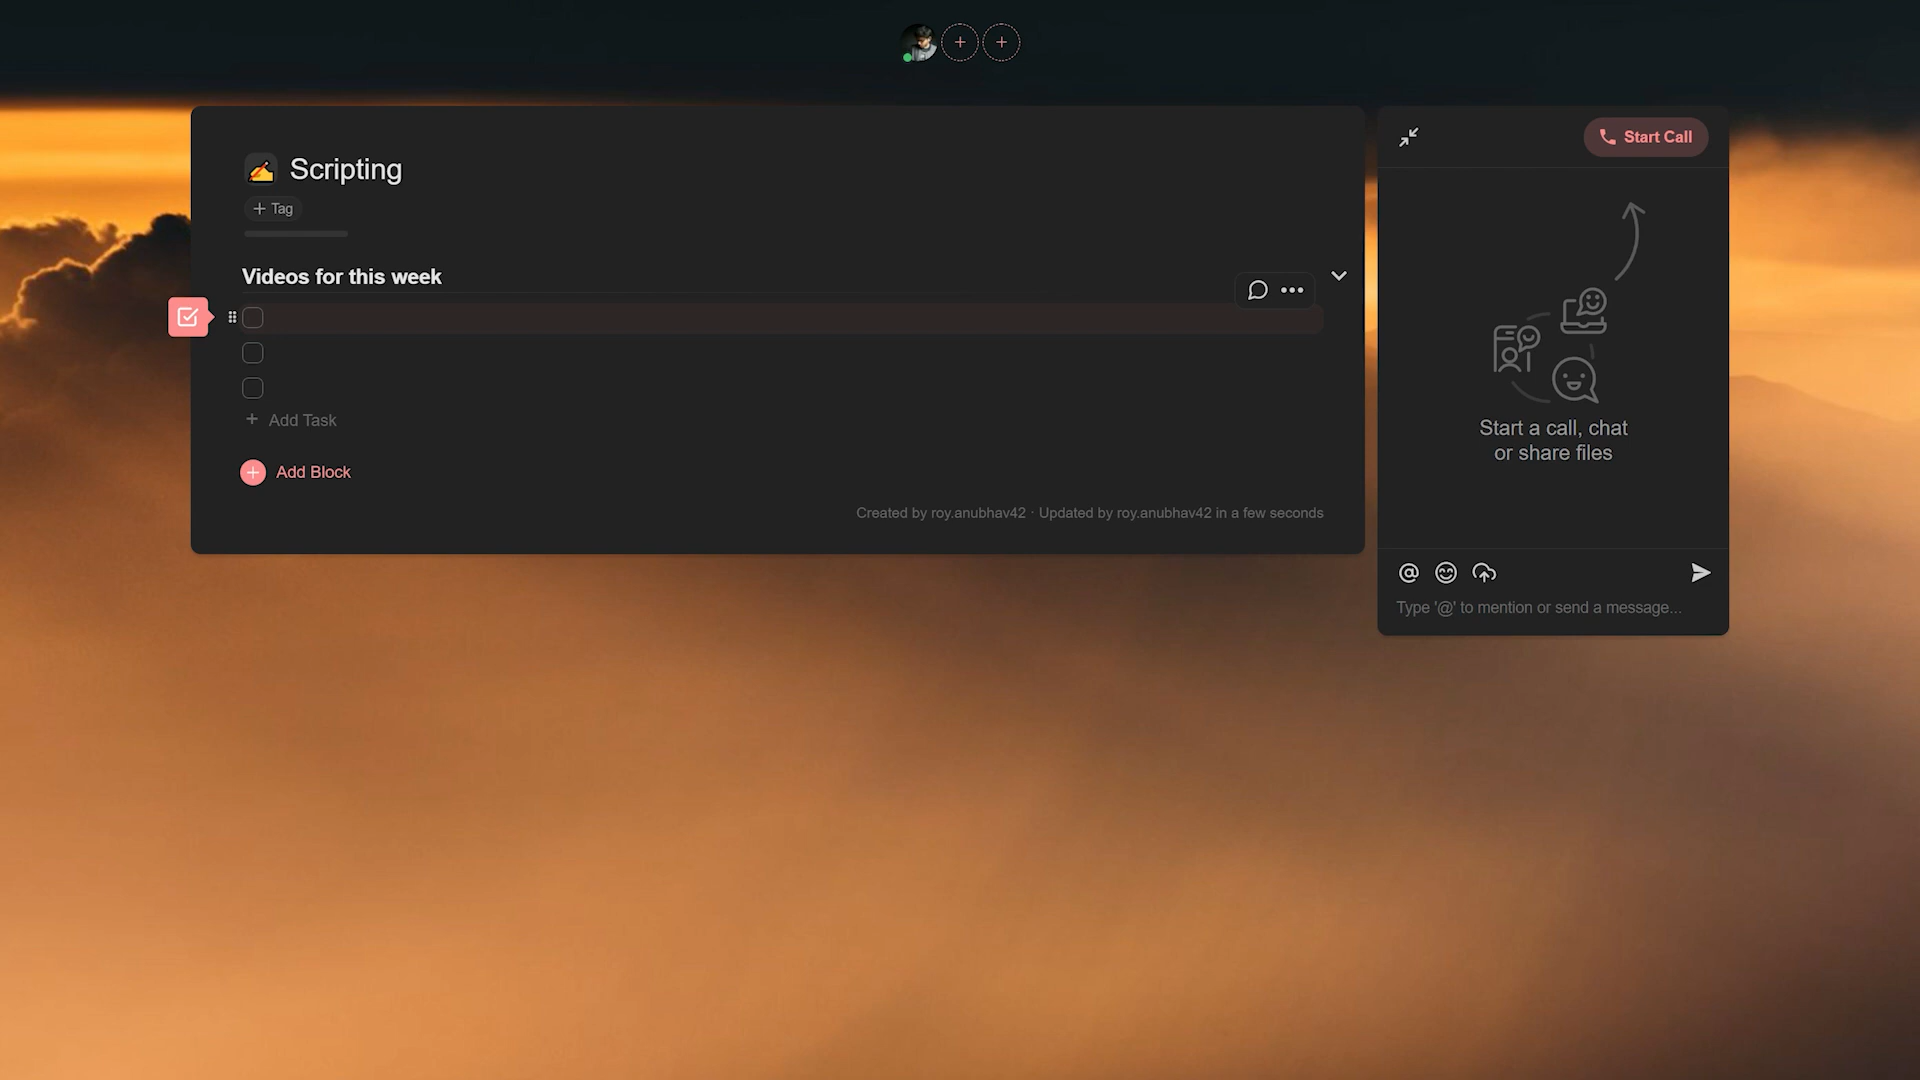 Start Call
Scripting
+ Tag
Videos for this week
+ Add Task
Start a call, chat
or share files
+ Add Block
Created by roy.anubhav42 · Updated by roy.anubhav42 in a few seconds
Type '@' to mention or send a message...